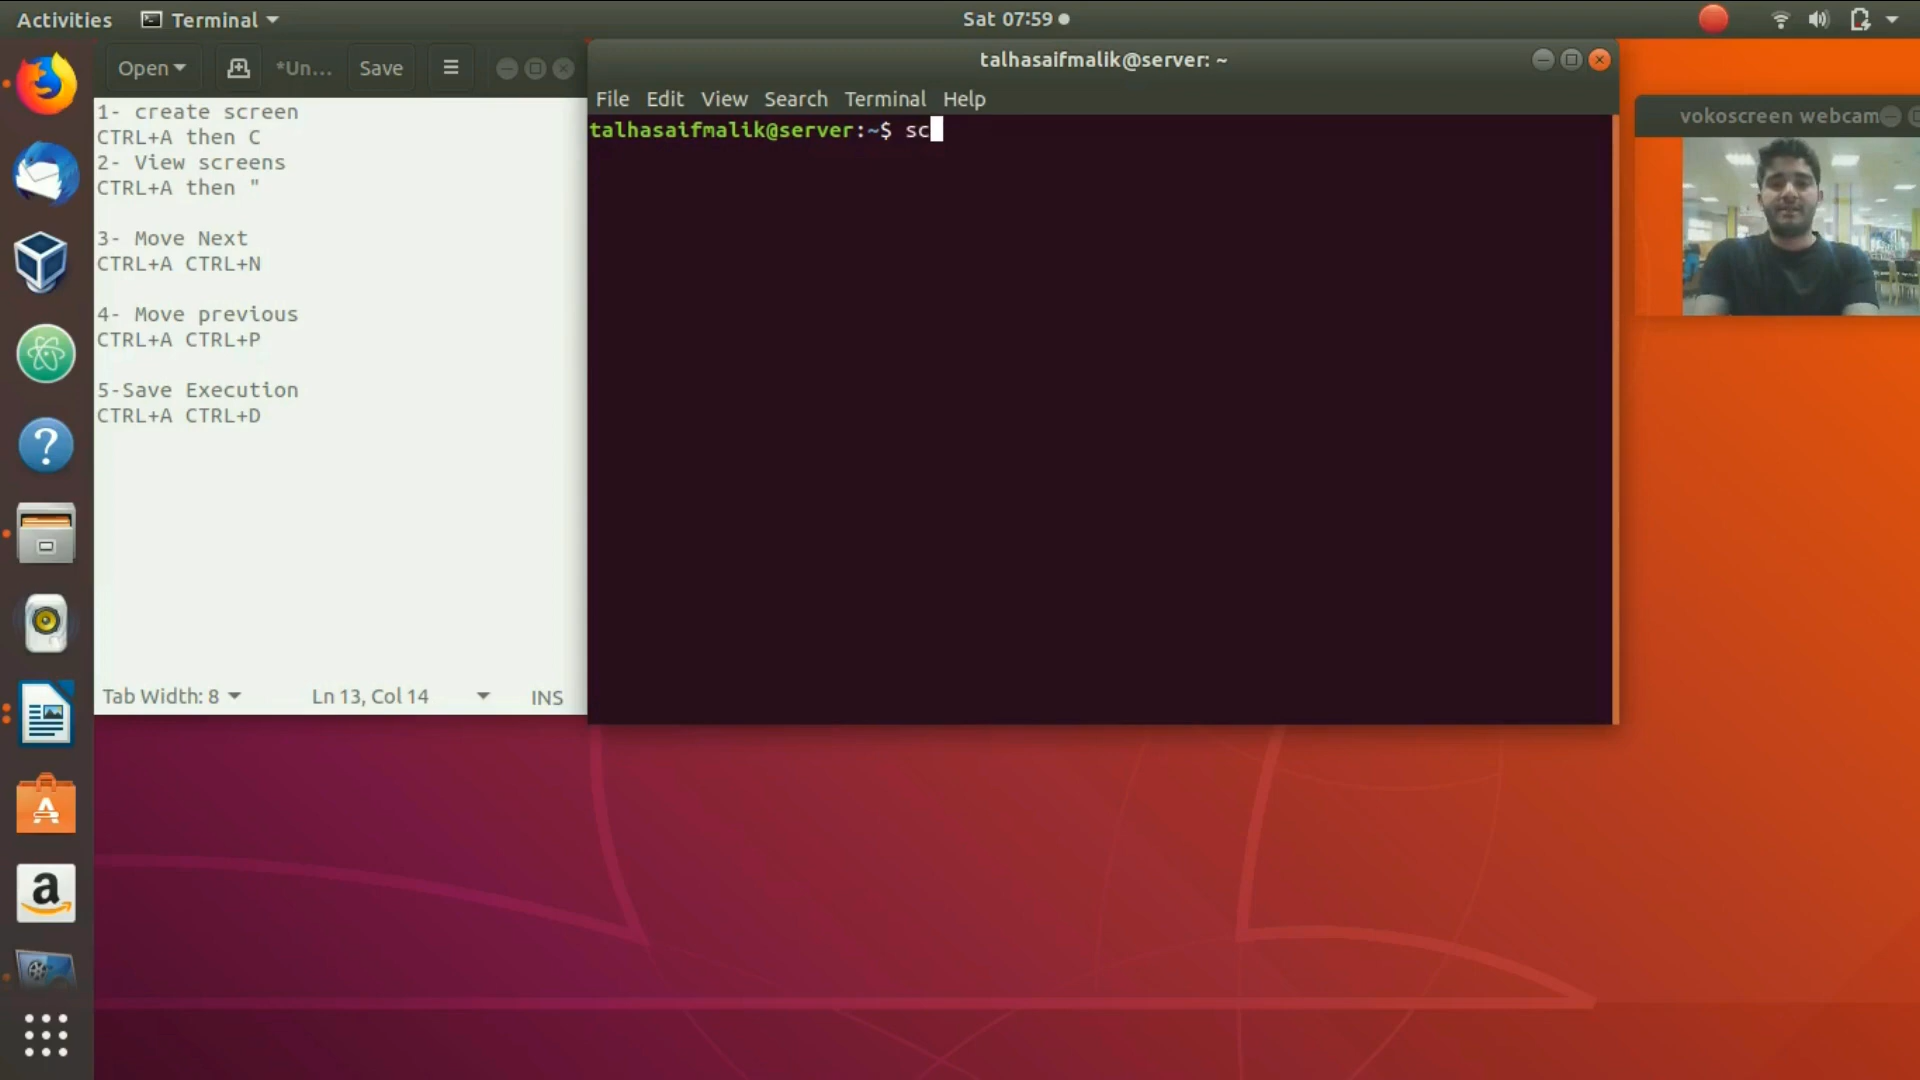 Activities Terminal Sat 07:59
Open *Un... Save
talhasaifmalik@server: ~
File Edit View Search Terminal Help
talhasaifmalik@server:~$ sc
vokoscreen webcam
1- create screen
CTRL+A then C
2- View screens
CTRL+A then "
3- Move Next
CTRL+A CTRL+N
4- Move previous
CTRL+A CTRL+P
5-Save Execution
CTRL+A CTRL+D
Tab Width: 8 Ln 13, Col 14 INS